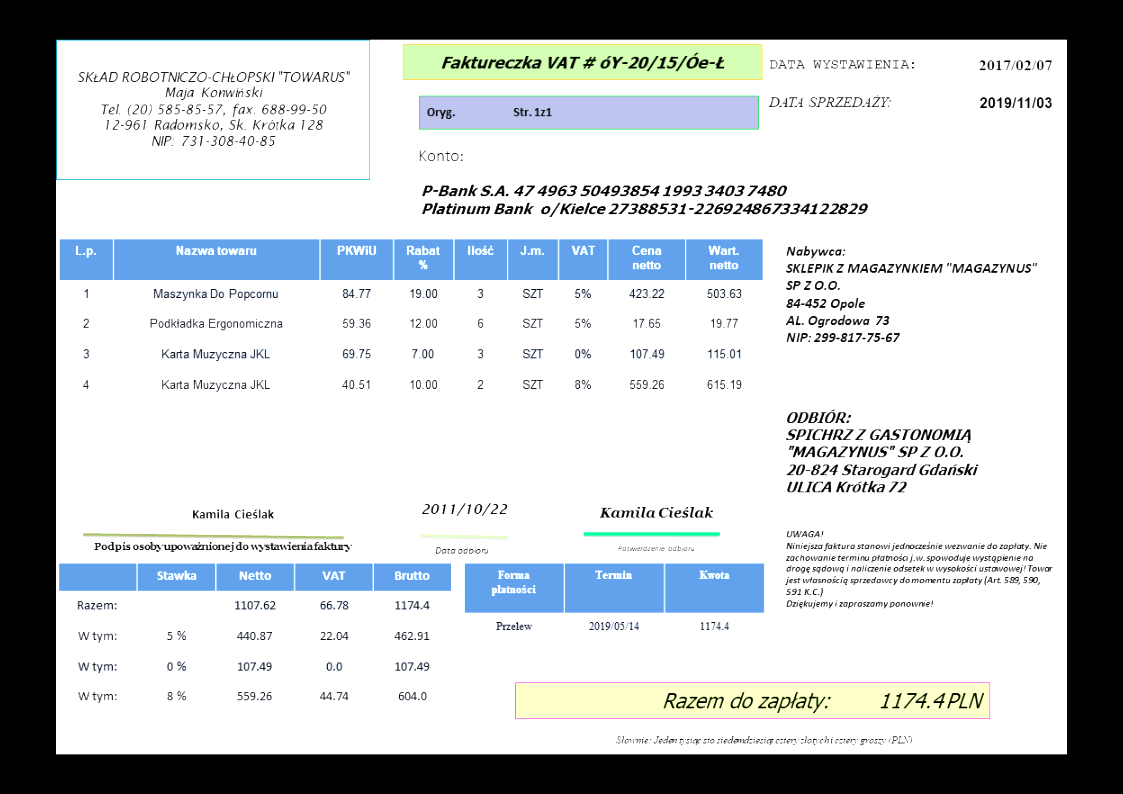 SKŁAD ROBOTNICZO-CHŁOPSKI "TOWARUS"
Maja Konwiński
Tel. (20) 585-85-57, fax. 688-99-50
12-961 Radomsko, Sk. Krótka 128
NIP: 731-308-40-85
Faktureczka VAT # óY-20/15/Óe-Ł
Oryg. Str. 1z1
DATA WYSTAWIENIA: 2017/02/07
DATA SPRZEDAŻY: 2019/11/03
Konto:
P-Bank S.A. 47 4963 50493854 1993 3403 7480
Platinum Bank o/Kielce 27388531-226924867334122829
L.p. Nazwa towaru PKWiU Rabat % Ilość J.m. VAT Cena netto Wart. netto
1 Maszynka Do Popcornu 84.77 19.00 3 SZT 5% 423.22 503.63
2 Podkładka Ergonomiczna 59.36 12.00 6 SZT 5% 17.65 19.77
3 Karta Muzyczna JKL 69.75 7.00 3 SZT 0% 107.49 115.01
4 Karta Muzyczna JKL 40.51 10.00 2 SZT 8% 559.26 615.19
Nabywca:
SKLEPIK Z MAGAZYNKIEM "MAGAZYNUS"
SP Z O.O.
84-452 Opole
AL. Ogrodowa 73
NIP: 299-817-75-67
ODBIÓR:
SPICHRZ Z GASTONOMIĄ
"MAGAZYNUS" SP Z O.O.
20-824 Starogard Gdański
ULICA Krótka 72
Kamila Cieślak
Podpis osoby upoważnionej do wystawienia faktury
2011/10/22
Data odbioru
Kamila Cieślak
Potwierdzenie odbioru
UWAGA!
Niniejsza faktura stanowi jednocześnie wezwanie do zapłaty. Nie
zachowanie terminu płatności j.w. spowoduje wystąpienie na
drogę sądową i naliczenie odsetek w wysokości ustawowej! Towar
jest własnością sprzedawcy do momentu zapłaty (Art. 589, 590,
591 K.C.)
Dziękujemy i zapraszamy ponownie!
Stawka Netto VAT Brutto
Razem: 1107.62 66.78 1174.4
W tym: 5 % 440.87 22.04 462.91
W tym: 0 % 107.49 0.0 107.49
W tym: 8 % 559.26 44.74 604.0
Forma płatności Termin Kwota
Przelew 2019/05/14 1174.4
Razem do zapłaty: 1174.4 PLN
Słownie: Jeden tysiąc sto siedemdziesiąt cztery złotych i cztery groszy (PLN)